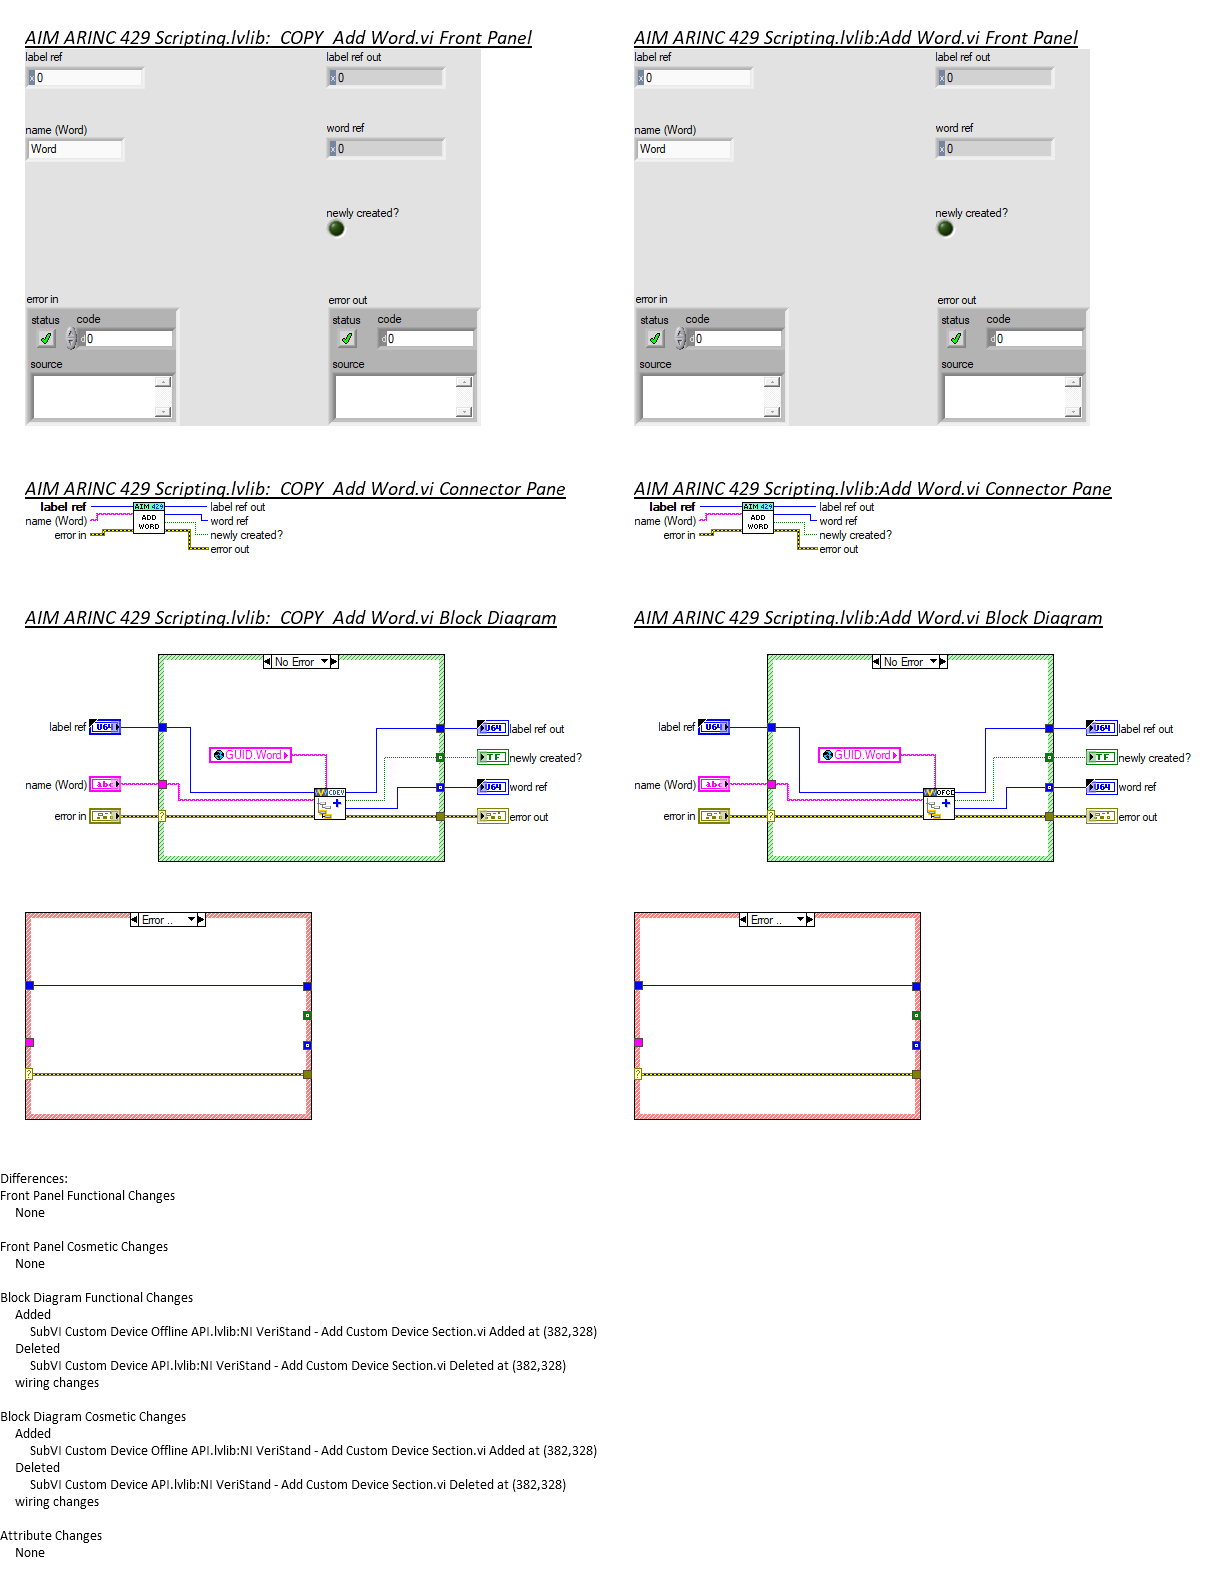 AIM ARINC 429 Scripting.lvlib:  COPY  Add Word.vi Front Panel
label ref
x 0
label ref out
x 0
name (Word)
Word
word ref
x 0
newly created?
error in
status
code
d 0
source
error out
status
code
d 0
source
AIM ARINC 429 Scripting.lvlib:Add Word.vi Front Panel
label ref
x 0
label ref out
x 0
name (Word)
Word
word ref
x 0
newly created?
error in
status
code
d 0
source
error out
status
code
d 0
source
AIM ARINC 429 Scripting.lvlib:  COPY  Add Word.vi Connector Pane
label ref
name (Word)
error in
AIM 429
ADD
WORD
label ref out
word ref
newly created?
error out
AIM ARINC 429 Scripting.lvlib:Add Word.vi Connector Pane
label ref
name (Word)
error in
AIM 429
ADD
WORD
label ref out
word ref
newly created?
error out
AIM ARINC 429 Scripting.lvlib:  COPY  Add Word.vi Block Diagram
No Error
label ref
U64
U64
label ref out
GUID.Word
TF
newly created?
name (Word)
abc
CDEV
U64
word ref
error in
?
error out
AIM ARINC 429 Scripting.lvlib:Add Word.vi Block Diagram
No Error
label ref
U64
U64
label ref out
GUID.Word
TF
newly created?
name (Word)
abc
U64
word ref
error in
?
error out
Error ..
?
Error ..
?
Differences:
Front Panel Functional Changes
None
Front Panel Cosmetic Changes
None
Block Diagram Functional Changes
Added
SubVI Custom Device Offline API.lvlib:NI VeriStand - Add Custom Device Section.vi Added at (382,328)
Deleted
SubVI Custom Device API.lvlib:NI VeriStand - Add Custom Device Section.vi Deleted at (382,328)
wiring changes
Block Diagram Cosmetic Changes
Added
SubVI Custom Device Offline API.lvlib:NI VeriStand - Add Custom Device Section.vi Added at (382,328)
Deleted
SubVI Custom Device API.lvlib:NI VeriStand - Add Custom Device Section.vi Deleted at (382,328)
wiring changes
Attribute Changes
None